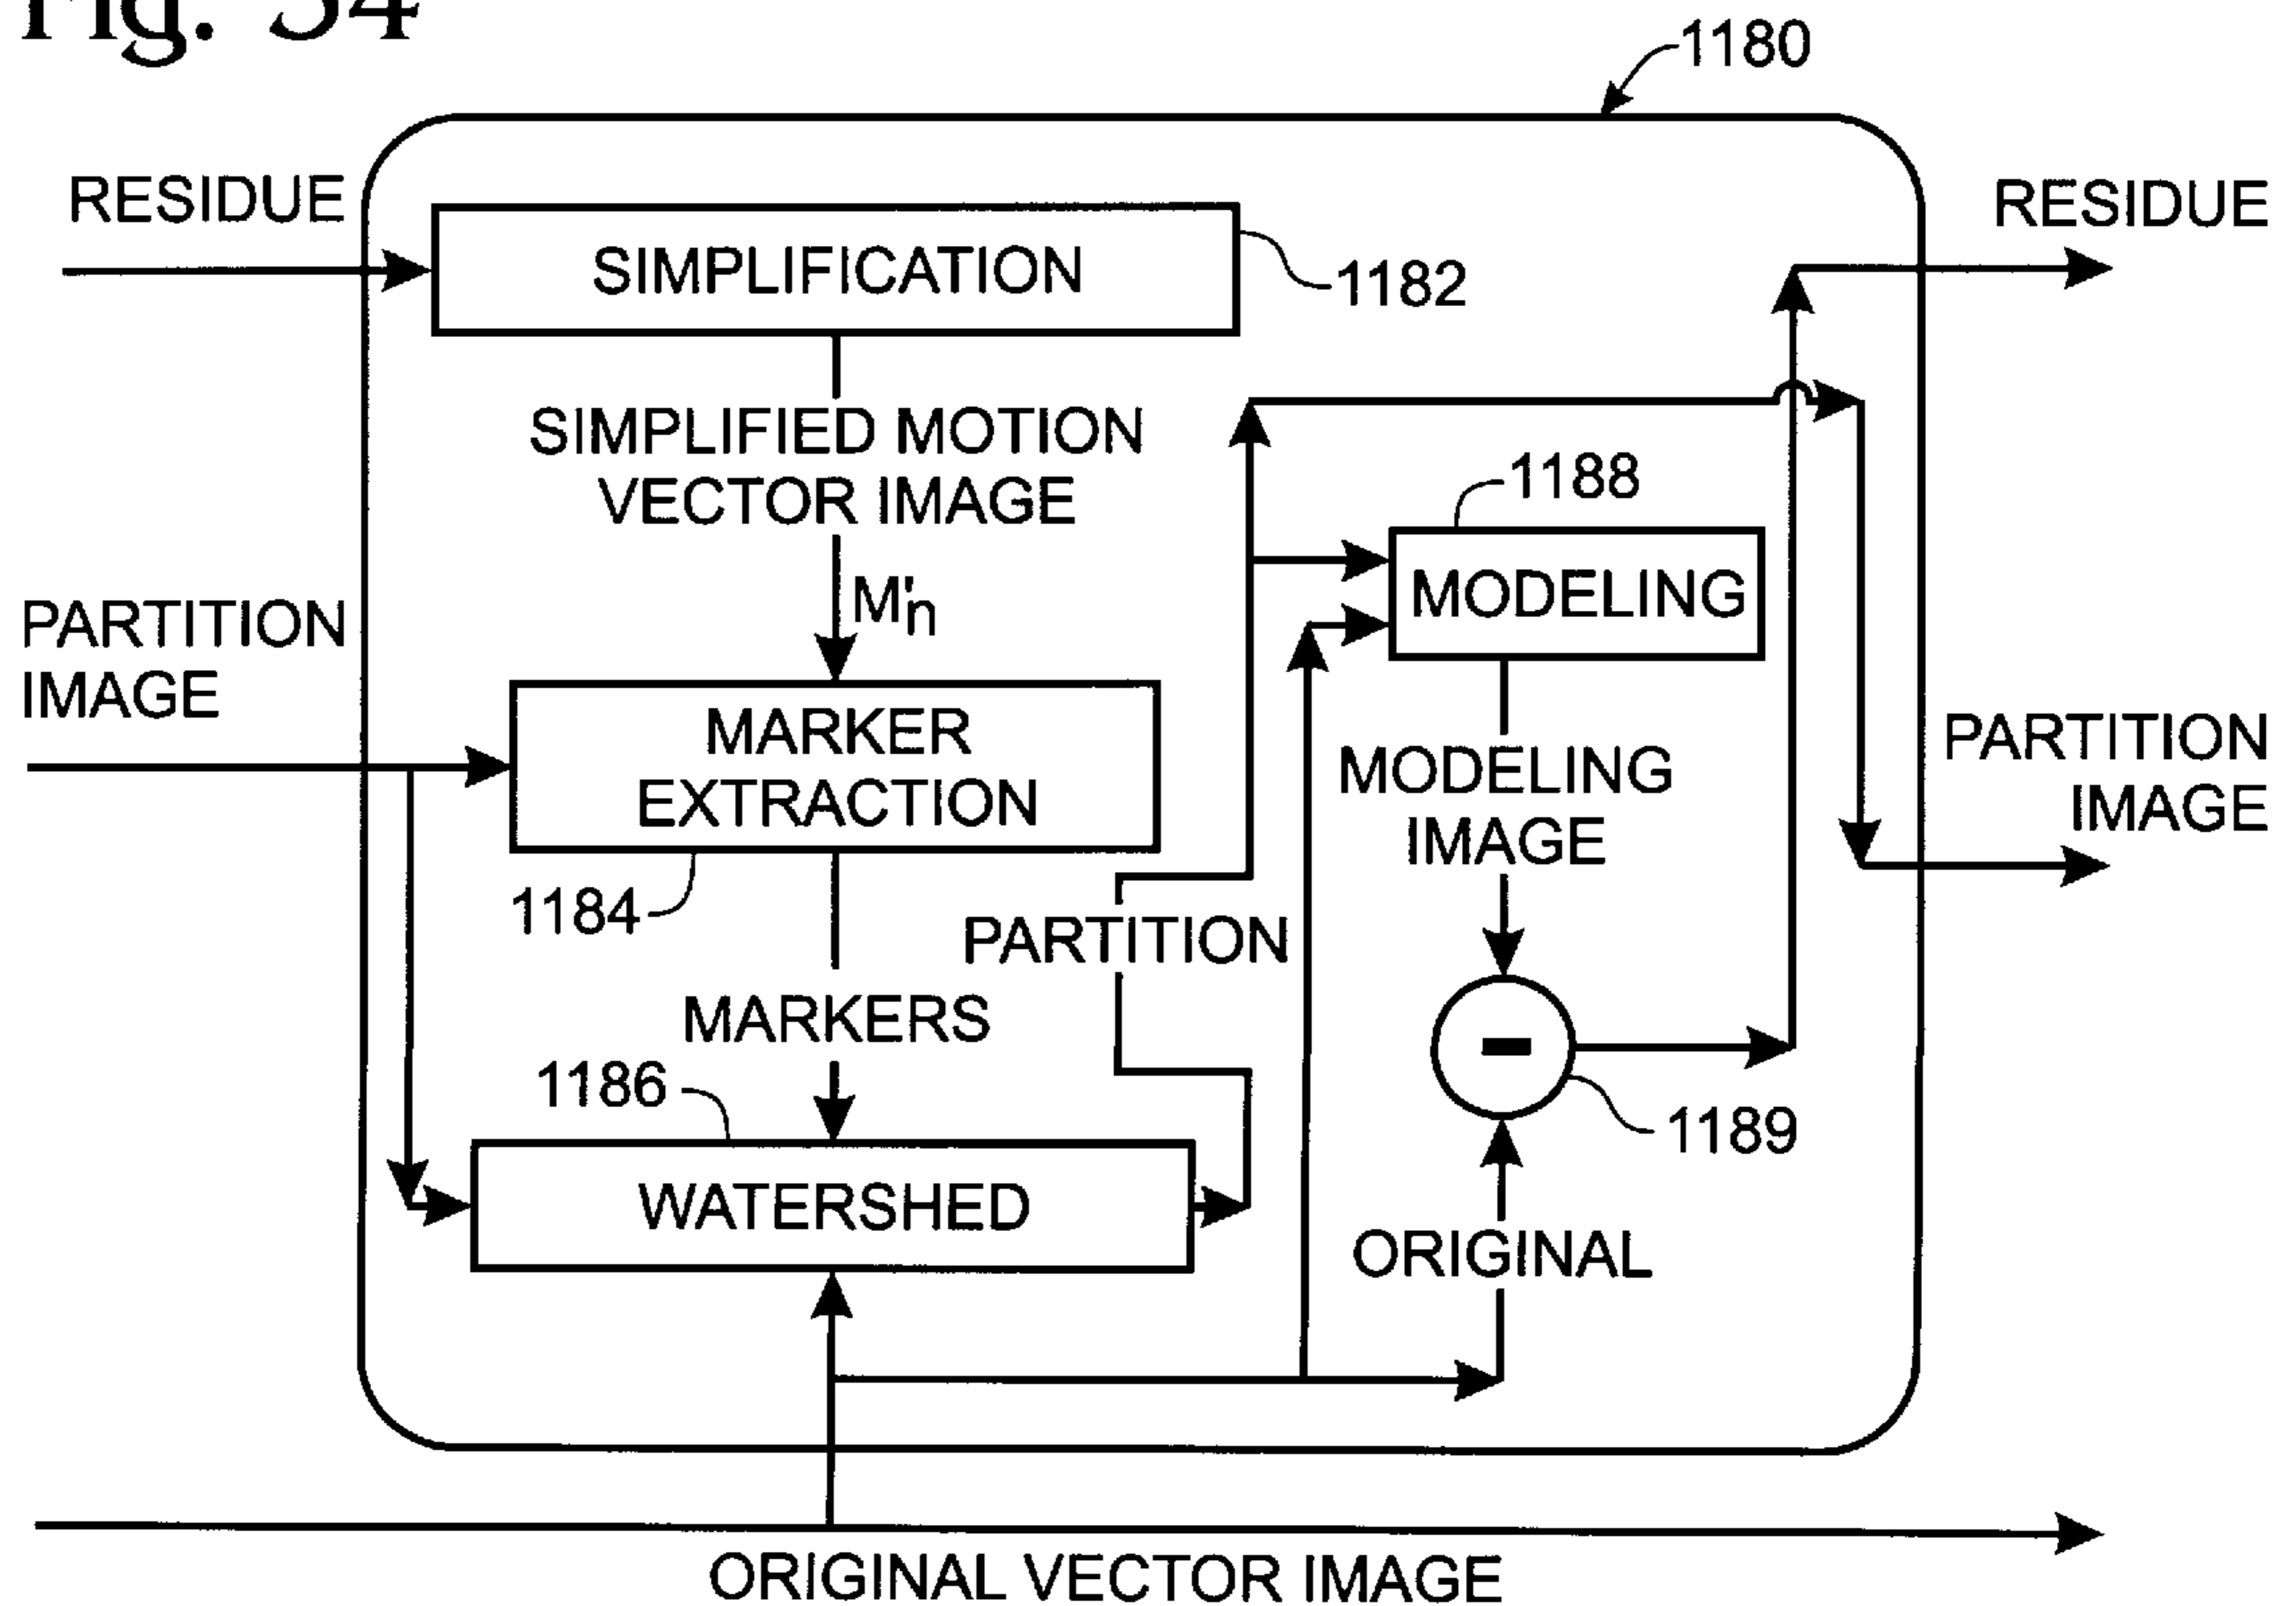 Fig. 34
1180
RESIDUE
RESIDUE
SIMPLIFICATION
1182
SIMPLIFIED MOTION
VECTOR IMAGE
1188
M'n
MODELING
PARTITION
IMAGE
MARKER
EXTRACTION
MODELING
IMAGE
PARTITION
IMAGE
1184
PARTITION
MARKERS
1186
1189
WATERSHED
ORIGINAL
ORIGINAL VECTOR IMAGE